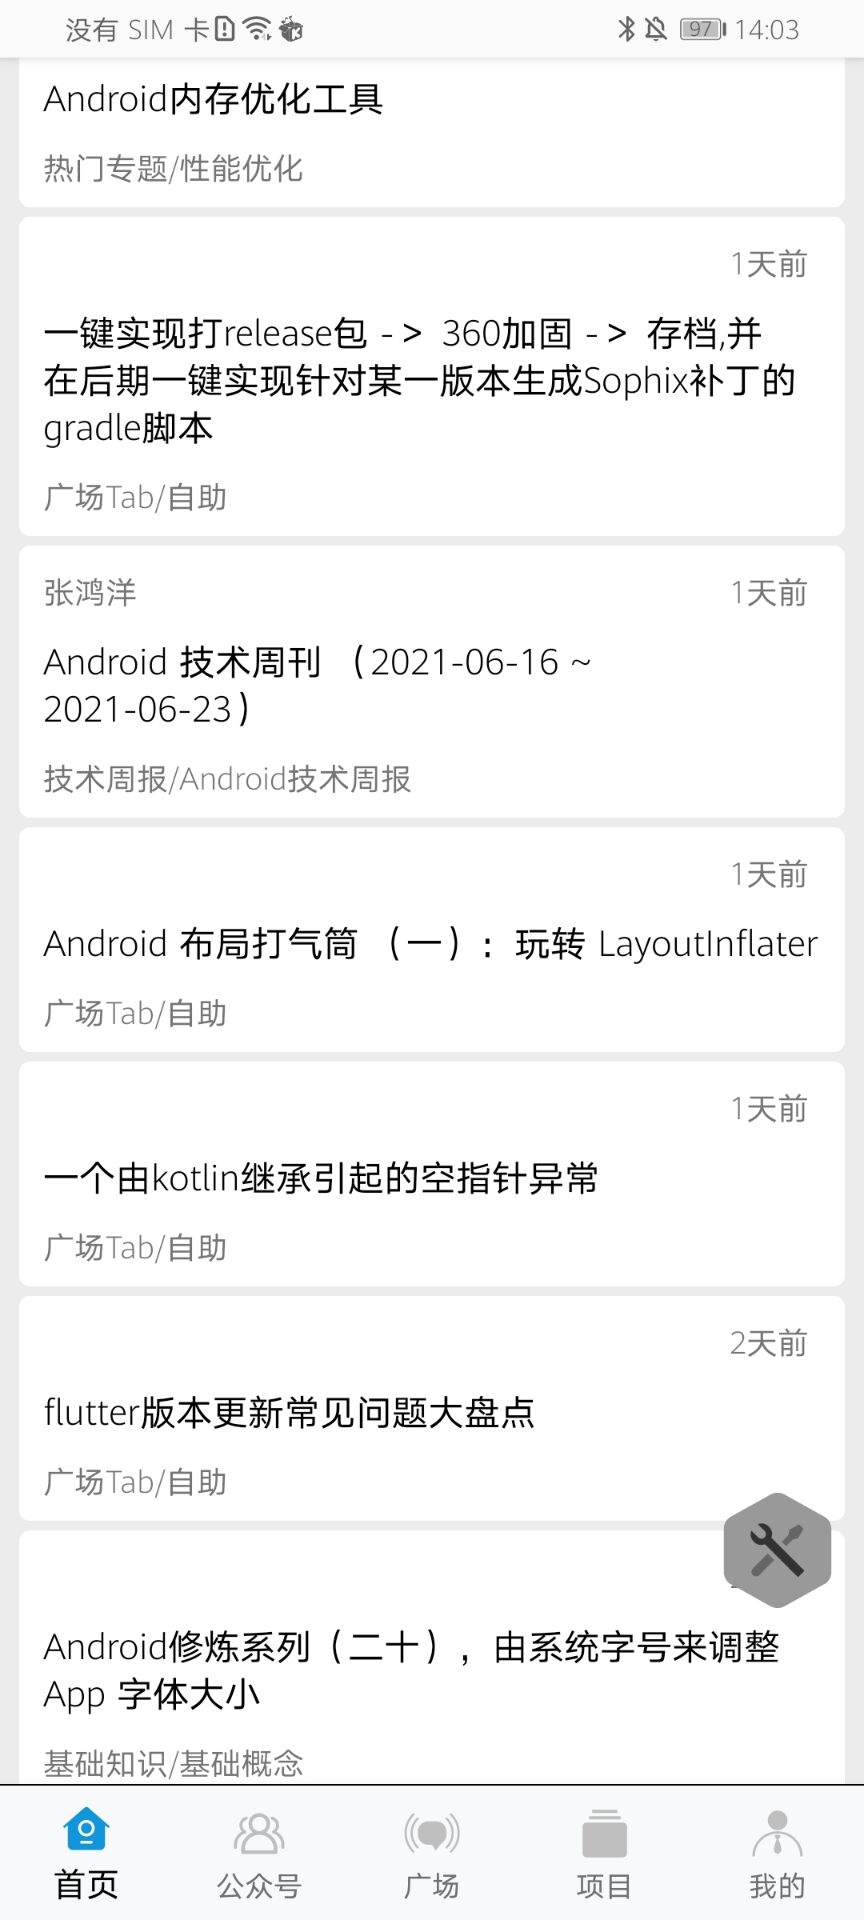 没有 SIM 卡 97 14:03
Android内存优化工具
热门专题/性能优化
1天前
一键实现打release包 -> 360加固 -> 存档,并
在后期一键实现针对某一版本生成Sophix补丁的
gradle脚本
广场Tab/自助
张鸿洋 1天前
Android 技术周刊 （2021-06-16 ~
2021-06-23）
技术周报/Android技术周报
1天前
Android 布局打气筒 （一）：玩转 LayoutInflater
广场Tab/自助
1天前
一个由kotlin继承引起的空指针异常
广场Tab/自助
2天前
flutter版本更新常见问题大盘点
广场Tab/自助
Android修炼系列（二十），由系统字号来调整
App 字体大小
基础知识/基础概念
首页 公众号 广场 项目 我的